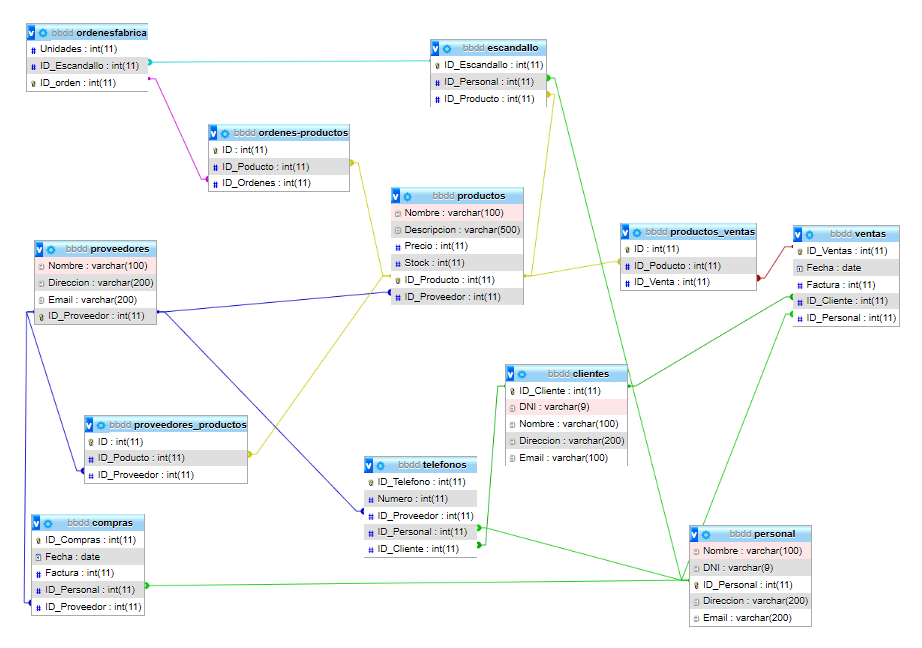 bbdd ordenesfabrica
Unidades : int(11)
ID_Escandallo : int(11)
ID_orden : int(11)
bbdd escandallo
ID_Escandallo : int(11)
ID_Personal : int(11)
ID_Producto : int(11)
bbdd ordenes-productos
ID : int(11)
ID_Poducto : int(11)
ID_Ordenes : int(11)
bbdd productos
Nombre : varchar(100)
Descripcion : varchar(500)
Precio : int(11)
Stock : int(11)
ID_Producto : int(11)
ID_Proveedor : int(11)
bbdd productos_ventas
ID : int(11)
ID_Poducto : int(11)
ID_Venta : int(11)
bbdd ventas
ID_Ventas : int(11)
Fecha : date
Factura : int(11)
ID_Cliente : int(11)
ID_Personal : int(11)
bbdd proveedores
Nombre : varchar(100)
Direccion : varchar(200)
Email : varchar(200)
ID_Proveedor : int(11)
bbdd clientes
ID_Cliente : int(11)
DNI : varchar(9)
Nombre : varchar(100)
Direccion : varchar(200)
Email : varchar(100)
bbdd proveedores_productos
ID : int(11)
ID_Poducto : int(11)
ID_Proveedor : int(11)
bbdd telefonos
ID_Telefono : int(11)
Numero : int(11)
ID_Proveedor : int(11)
ID_Personal : int(11)
ID_Cliente : int(11)
bbdd compras
ID_Compras : int(11)
Fecha : date
Factura : int(11)
ID_Personal : int(11)
ID_Proveedor : int(11)
bbdd personal
Nombre : varchar(100)
DNI : varchar(9)
ID_Personal : int(11)
Direccion : varchar(200)
Email : varchar(200)